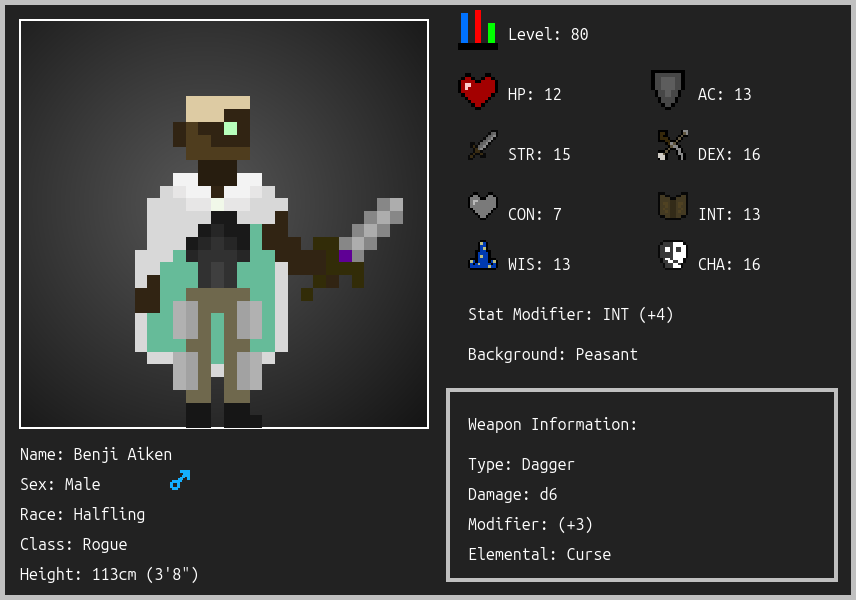 Level: 80
HP: 12
AC: 13
STR: 15
DEX: 16
CON: 7
INT: 13
WIS: 13
CHA: 16
Stat Modifier: INT (+4)
Background: Peasant
Weapon Information:
Type: Dagger
Damage: d6
Modifier: (+3)
Elemental: Curse
Name: Benji Aiken
Sex: Male
Race: Halfling
Class: Rogue
Height: 113cm (3'8")